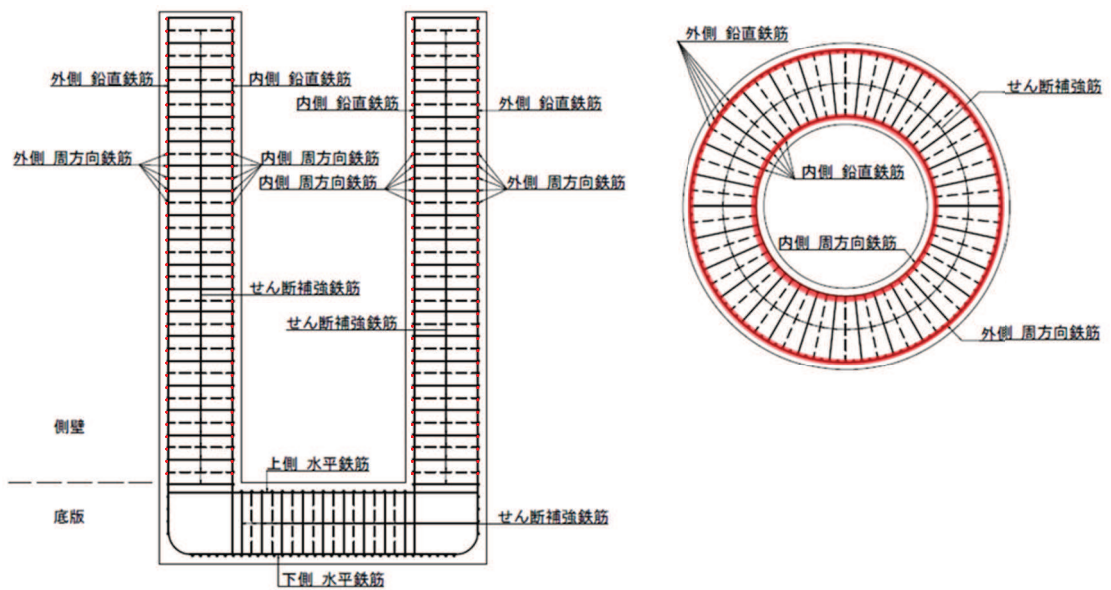 外側 鉛直鉄筋
外側 鉛直鉄筋
内側 鉛直鉄筋
せん断補強筋
内側 鉛直鉄筋
外側 鉛直鉄筋
外側 周方向鉄筋
内側 周方向鉄筋
内側 鉛直鉄筋
内側 周方向鉄筋
外側 周方向鉄筋
内側 周方向鉄筋
せん断補強鉄筋
せん断補強鉄筋
外側 周方向鉄筋
側壁
上側 水平鉄筋
底版
せん断補強鉄筋
下側 水平鉄筋